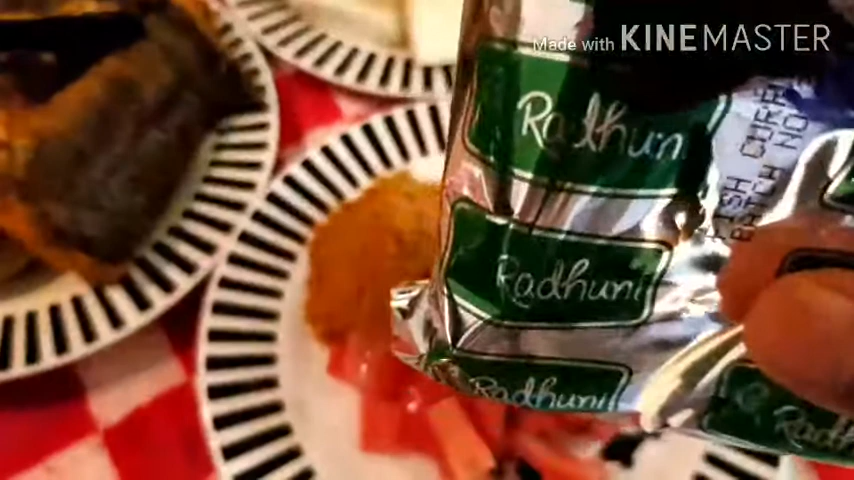 Made with KINEMASTER
Radhuni
FISH CURRY
BATCH NO
Radhuni
Radhuni